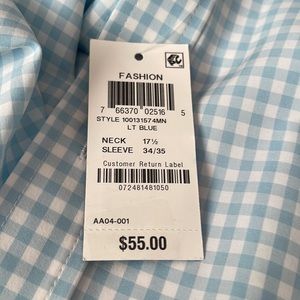 FASHION
7 66370 02516 5
STYLE 100131574MN
LT BLUE
NECK 17½
SLEEVE 34/35
Customer Return Label
072481481050
AA04-001
$55.00